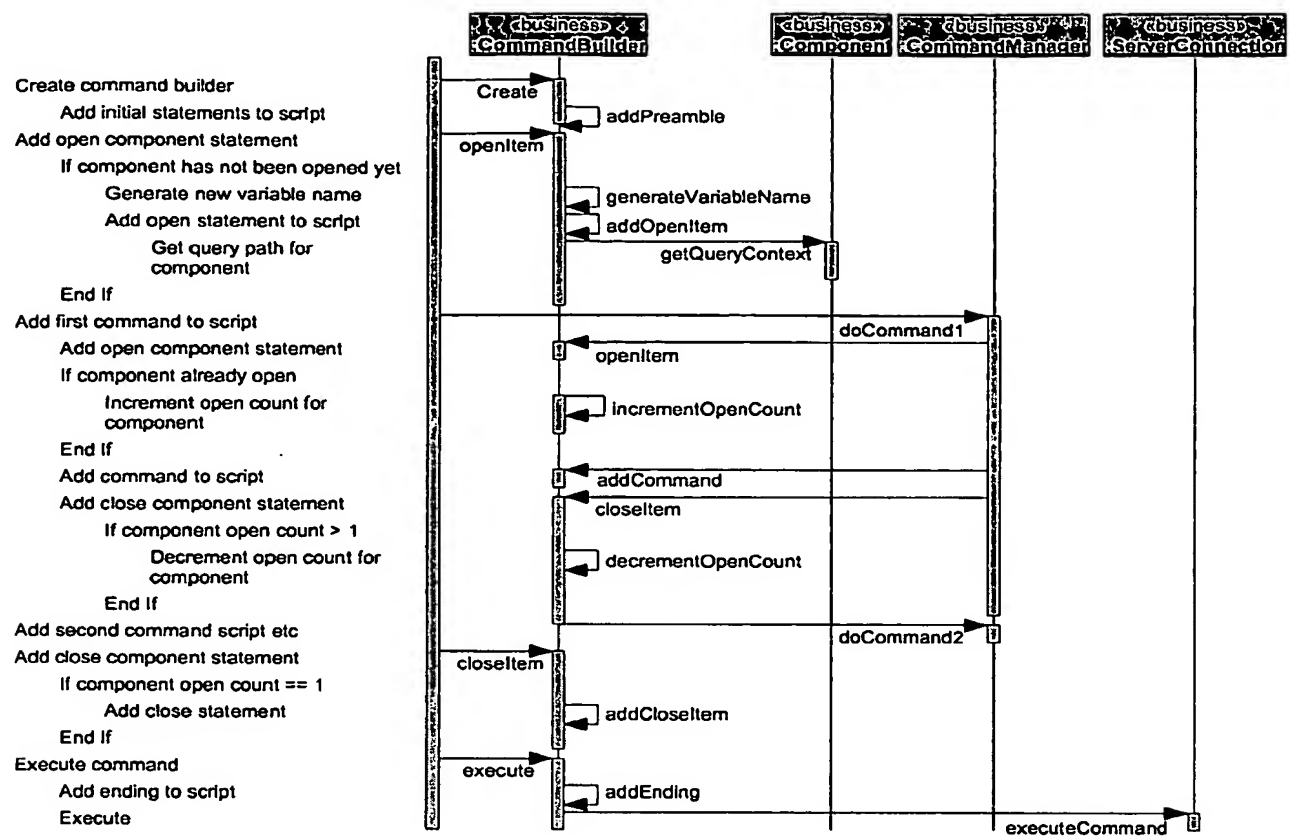 «business» «business» «business» «business»
CommandBuilder Component CommandManager ServerConnection
Create command builder
Create
Add initial statements to script
addPreamble
Add open component statement
openItem
If component has not been opened yet
Generate new variable name
generateVariableName
Add open statement to script
addOpenItem
Get query path for
component
getQueryContext
End If
Add first command to script
doCommand1
Add open component statement
openItem
If component already open
Increment open count for
component
incrementOpenCount
End If
Add command to script
addCommand
Add close component statement
closeItem
If component open count > 1
Decrement open count for
component
decrementOpenCount
End If
Add second command script etc
doCommand2
Add close component statement
closeItem
If component open count == 1
Add close statement
addCloseItem
End If
Execute command
execute
Add ending to script
addEnding
Execute
executeCommand